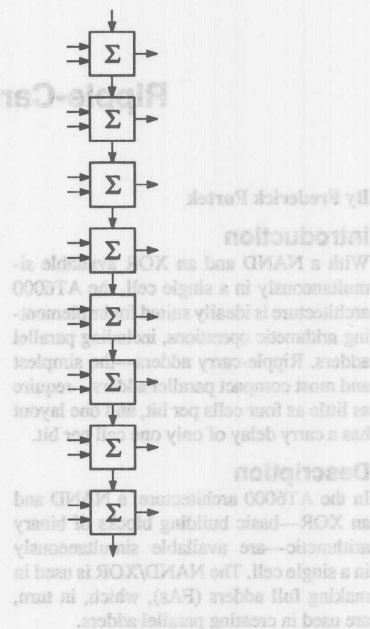 Σ
Σ
Σ
Σ
Σ
Σ
Σ
Σ
Ripple-Car
By Frederick Furtek
Introduction
With a NAND and an XOR available si-
multaneously in a single cell, the AT6000
architecture is ideally suited for implement-
ing arithmetic operations, including parallel
adders. Ripple-carry adders—the simplest
and most compact parallel adders—require
as little as four cells per bit, and one layout
has a carry delay of only one cell per bit.
Description
In the AT6000 architecture, a NAND and
an XOR—basic building blocks of binary
arithmetic—are available simultaneously
in a single cell. The NAND/XOR is used in
making full adders (FAs), which, in turn,
are used in creating parallel adders.